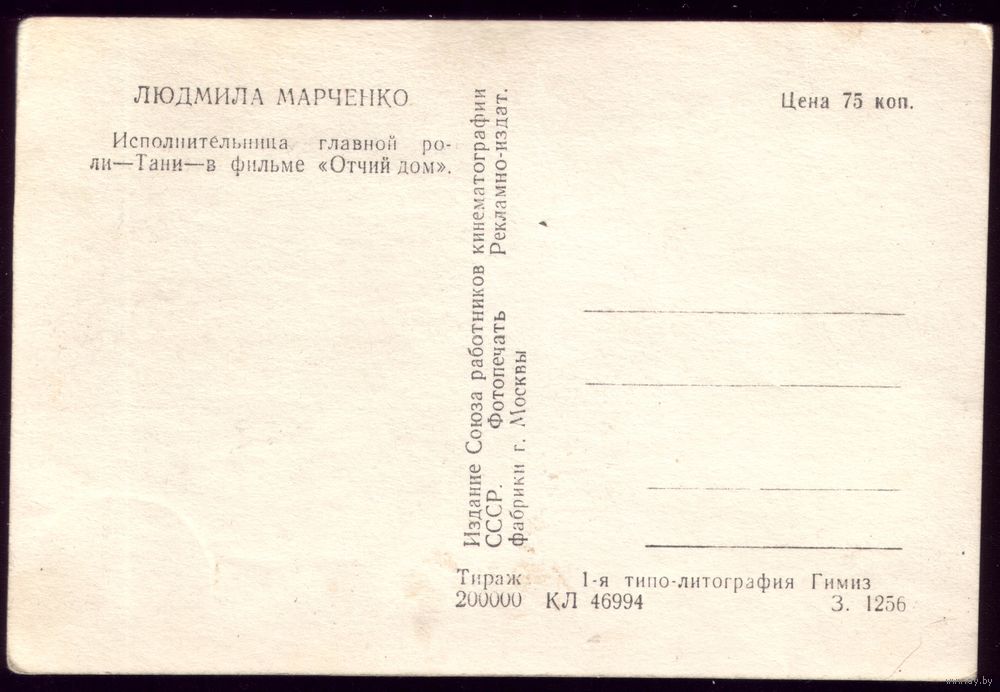 ЛЮДМИЛА МАРЧЕНКО
Исполнительница главной ро-
ли—Тани—в фильме «Отчий дом».
Издание Союза работников кинематографии
СССР. Фотопечать Рекламно-издат.
фабрики г. Москвы
Цена 75 коп.
Тираж 1-я типо-литография Гимиз
200000 КЛ 46994 З. 1256